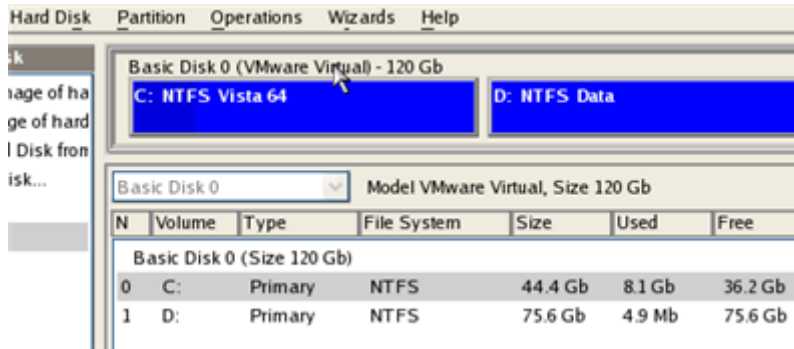 Hard Disk Partition Operations Wizards Help
sk
nage of ha
ge of hard
l Disk from
isk...
Basic Disk 0 (VMware Virtual) - 120 Gb
C: NTFS Vista 64 D: NTFS Data
Basic Disk 0 Model VMware Virtual, Size 120 Gb
N Volume Type File System Size Used Free
Basic Disk 0 (Size 120 Gb)
0 C: Primary NTFS 44.4 Gb 8.1 Gb 36.2 Gb
1 D: Primary NTFS 75.6 Gb 4.9 Mb 75.6 Gb